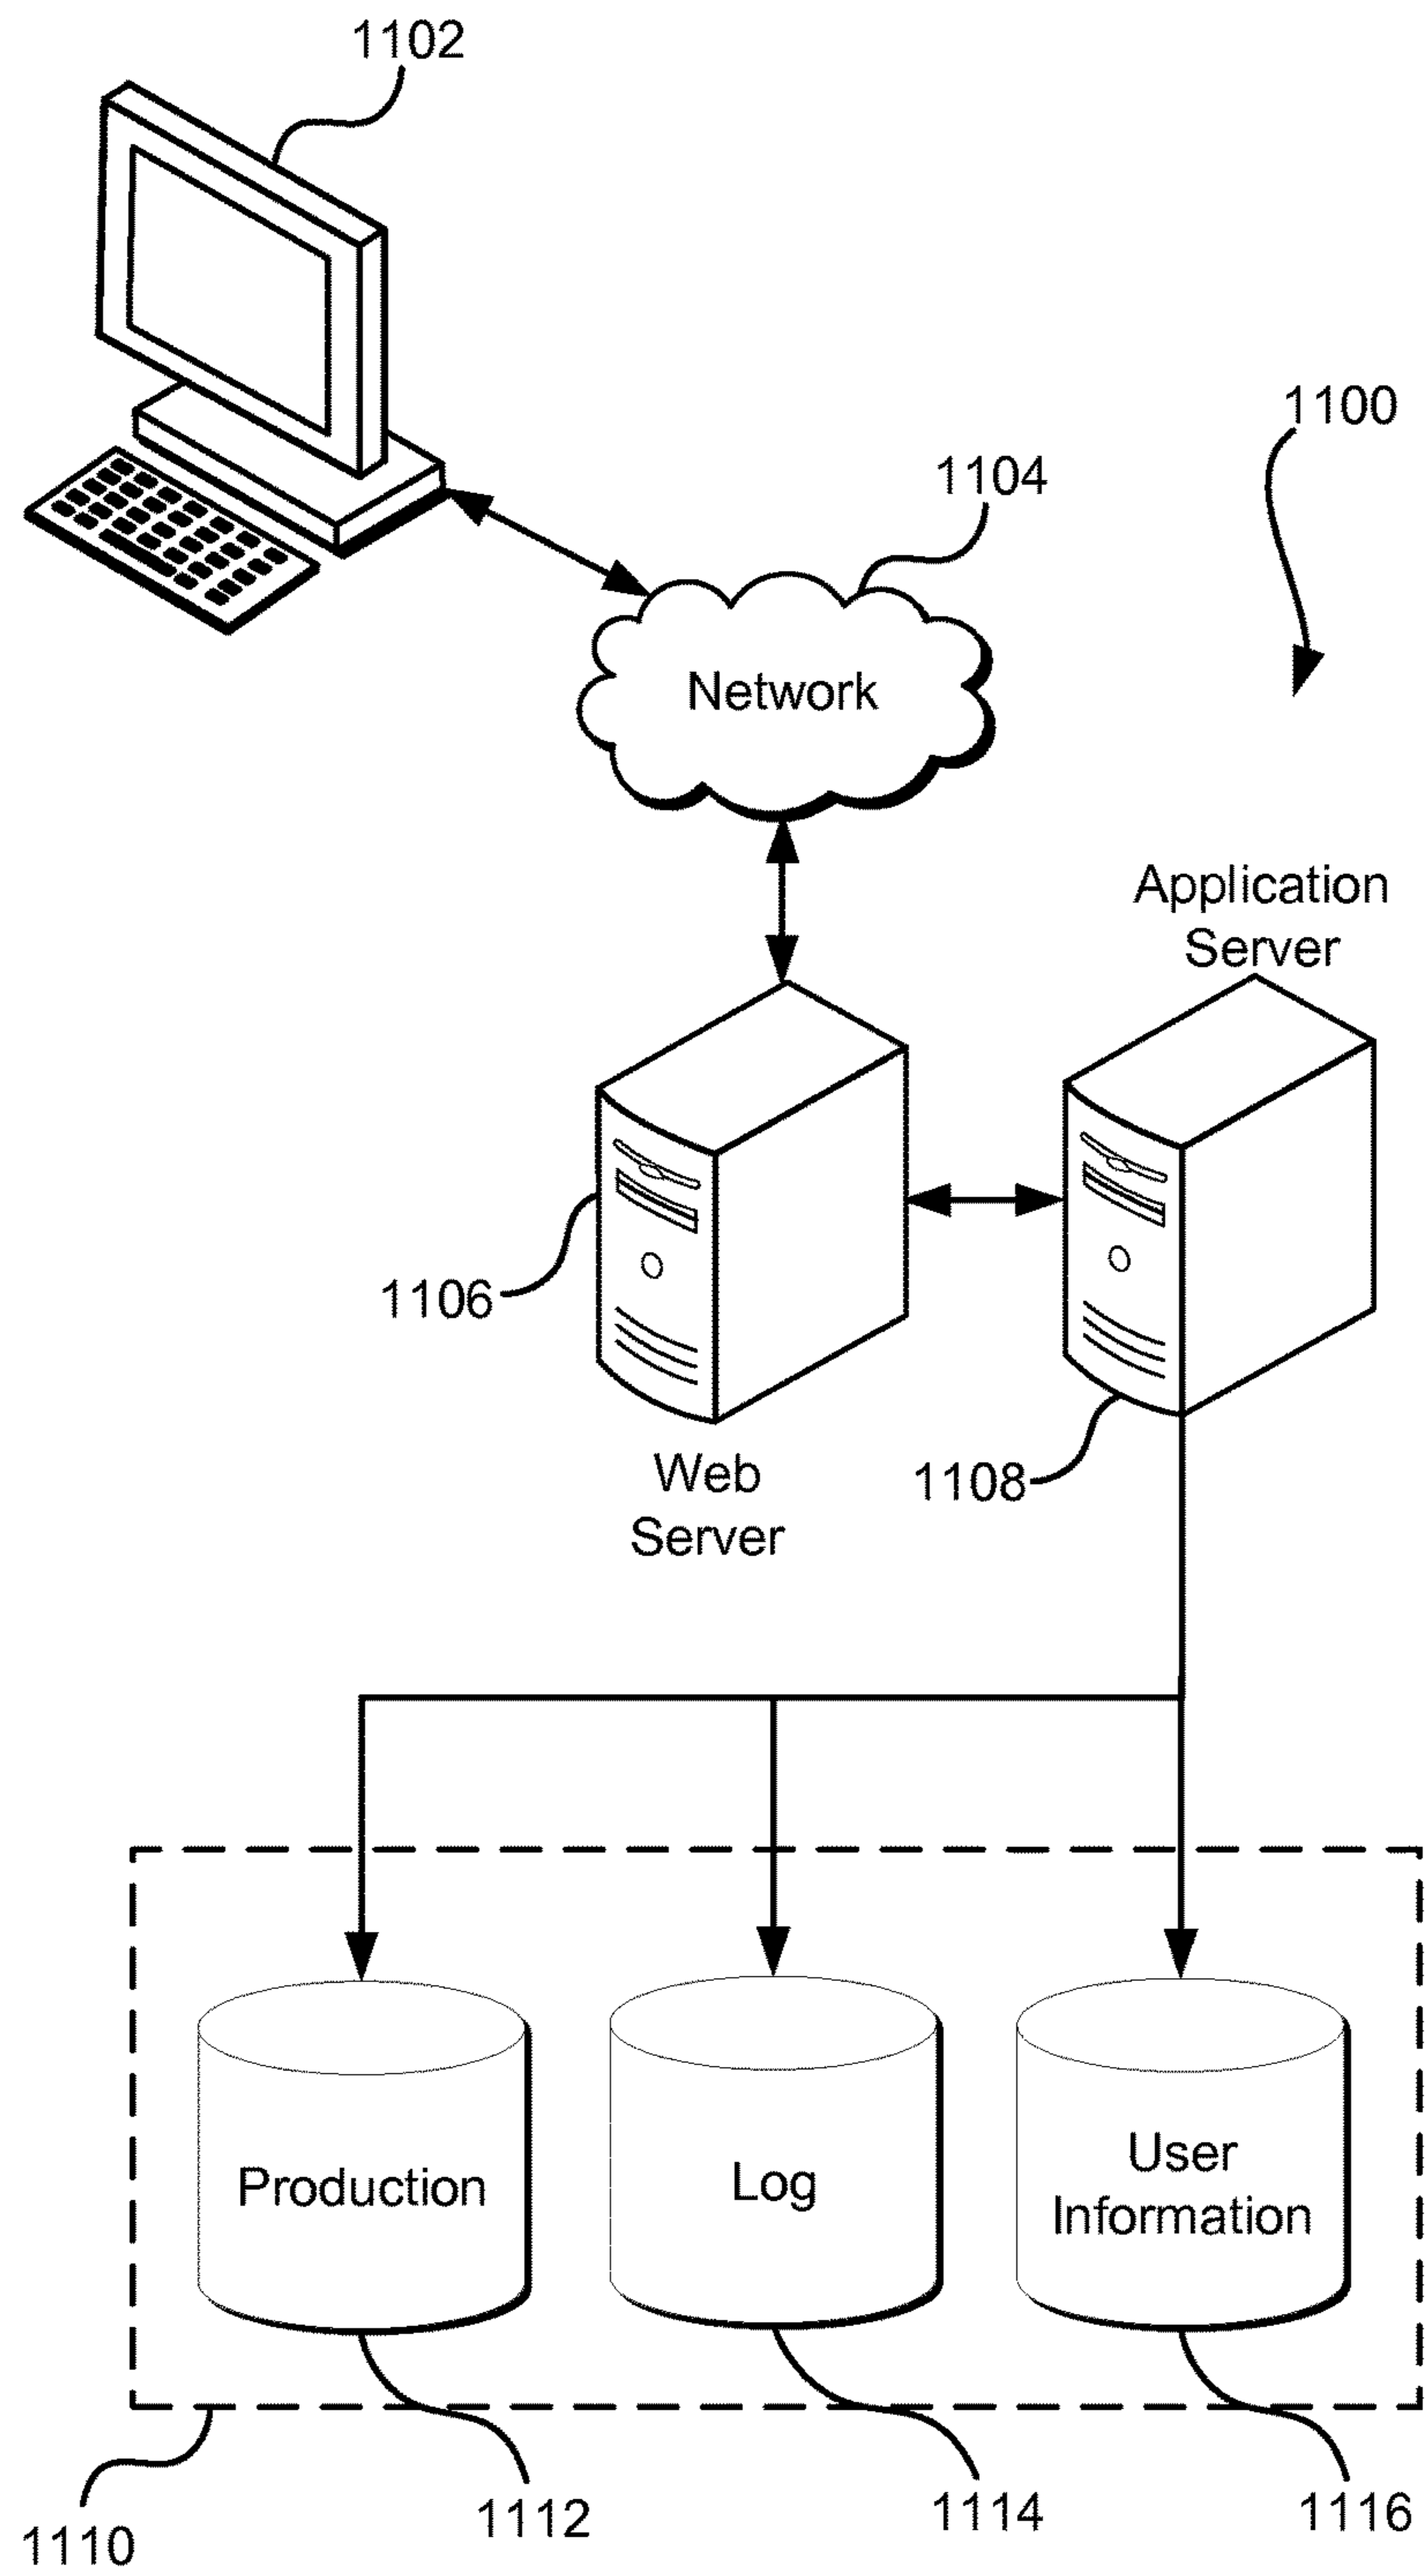 1102
1100
1104
Network
Application
Server
1106
Web
Server
1108
Production
Log
User
Information
1110
1112
1114
1116